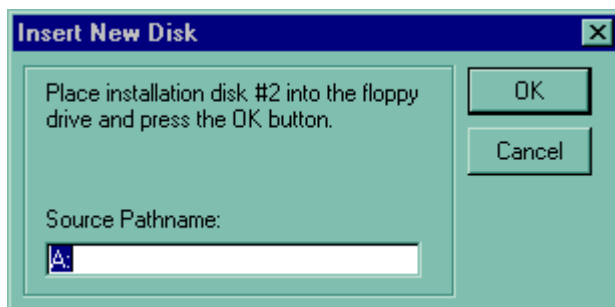 Insert New Disk
Place installation disk #2 into the floppy
drive and press the OK button.
OK
Cancel
Source Pathname:
A: